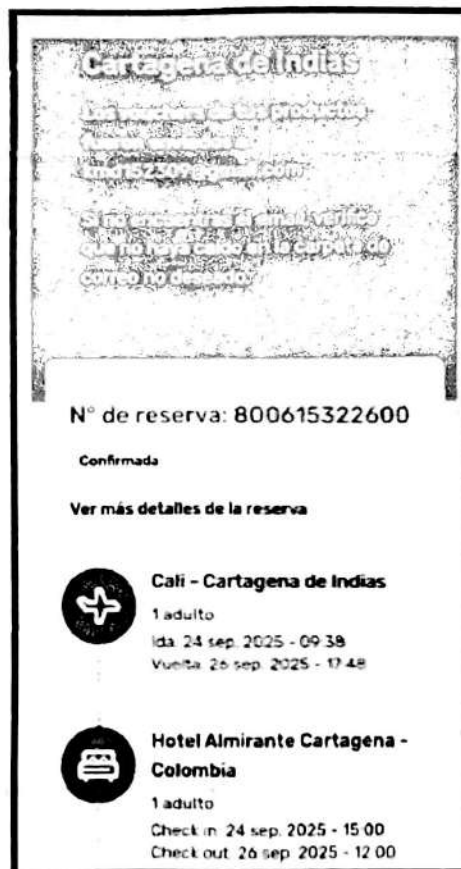 Cartagena de Indias
Los vouchers de tus productos
fueron enviados a
Si no encuentras el email, verifica
que no haya caído en la carpeta de
correo no deseado.
N° de reserva: 800615322600
Confirmada
Ver más detalles de la reserva
Cali - Cartagena de Indias
1 adulto
Ida: 24 sep. 2025 - 09:38
Vuelta: 26 sep. 2025 - 17:48
Hotel Almirante Cartagena -
Colombia
1 adulto
Check in: 24 sep. 2025 - 15:00
Check out: 26 sep. 2025 - 12:00